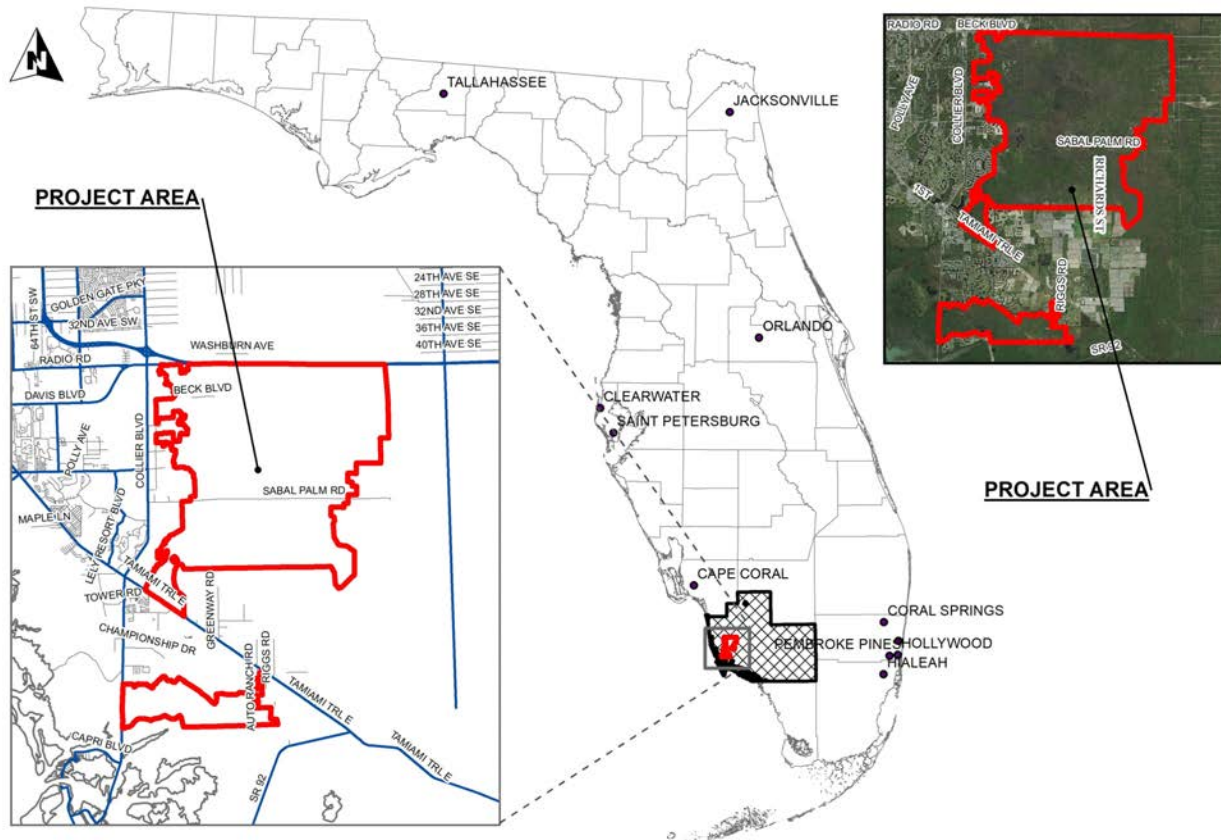 N
TALLAHASSEE
JACKSONVILLE
ORLANDO
CLEARWATER
SAINT PETERSBURG
CAPE CORAL
CORAL SPRINGS
PEMBROKE PINES
HOLLYWOOD
HIALEAH
PROJECT AREA
24TH AVE SE
28TH AVE SE
32ND AVE SE
36TH AVE SE
40TH AVE SE
GOLDEN GATE PKY
64TH ST SW
32ND AVE SW
WASHBURN AVE
RADIO RD
BECK BLVD
DAVIS BLVD
POLLY AVE
COLLIER BLVD
SABAL PALM RD
MAPLE LN
LELY RESORT BLVD
TAMIAMI TRL E
TOWER RD
GREENWAY RD
CHAMPIONSHIP DR
AUTO RANCH RD
RIGGS RD
TAMIAMI TRL E
TAMIAMI TRL E
CAPRI BLVD
SR 92
RADIO RD
BECK BLVD
POLLY AVE
COLLIER BLVD
SABAL PALM RD
RICHARDS ST
1ST
TAMIAMI TRL E
RIGGS RD
SR 92
PROJECT AREA